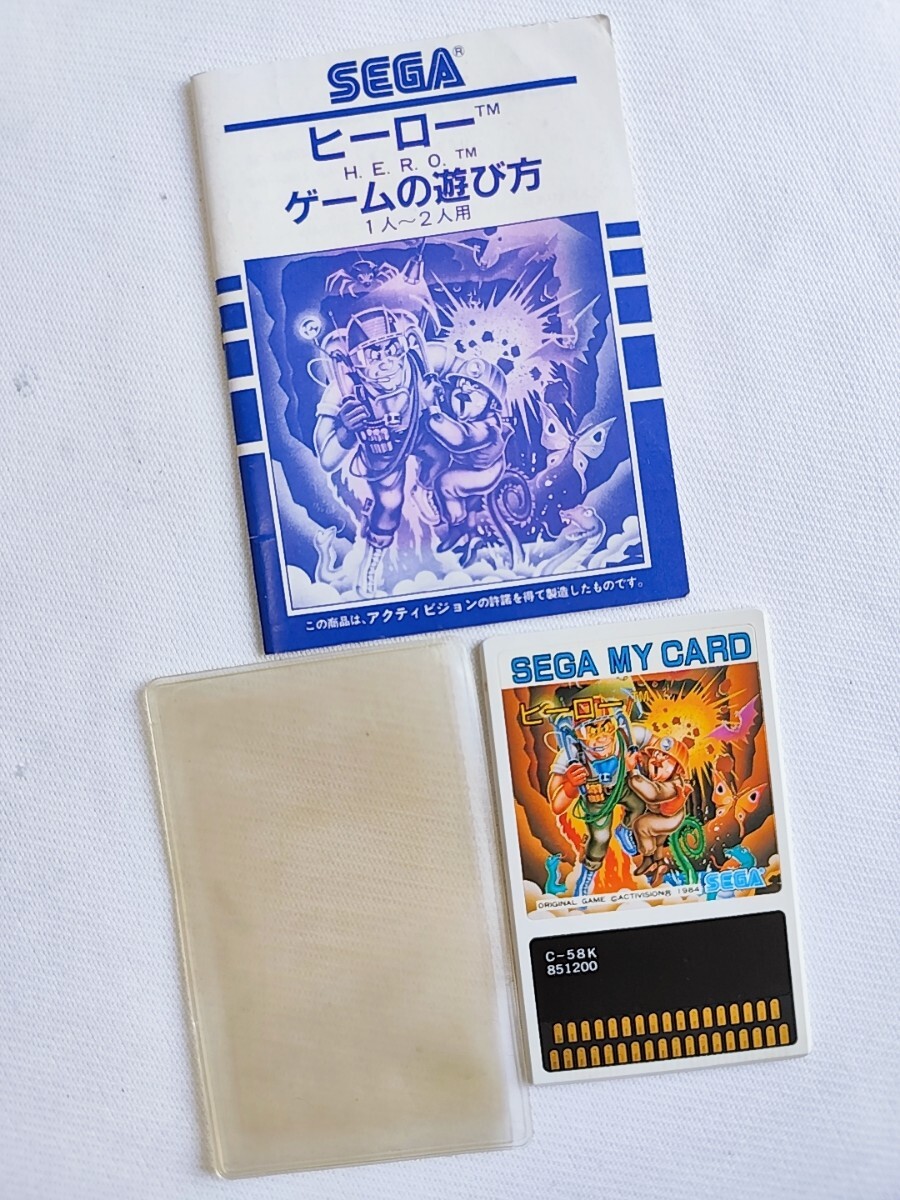 SEGA®
ヒーロー™
H. E. R. O.™
ゲームの遊び方
1人〜2人用
この商品は、アクティビジョンの許諾を得て製造したものです。
SEGA MY CARD
ヒーロー™
SEGA
ORIGINAL GAME ©ACTIVISION® 1984
C-58K
851200